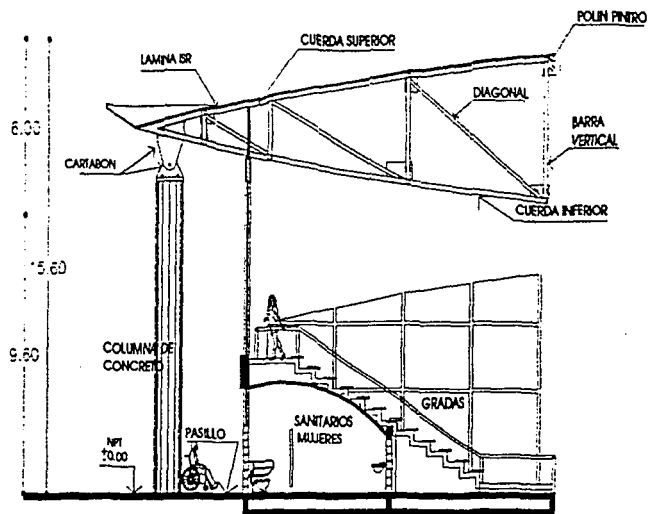 POLIN PINTRO
CUERDA SUPERIOR
LAMINA ISR
DIAGONAL
6.00
BARRA
VERTICAL
CARTABON
CUERDA INFERIOR
15.60
COLUMNA DE
CONCRETO
9.60
GRADAS
SANITARIOS
MUJERES
PASILLO
NPT
±0.00